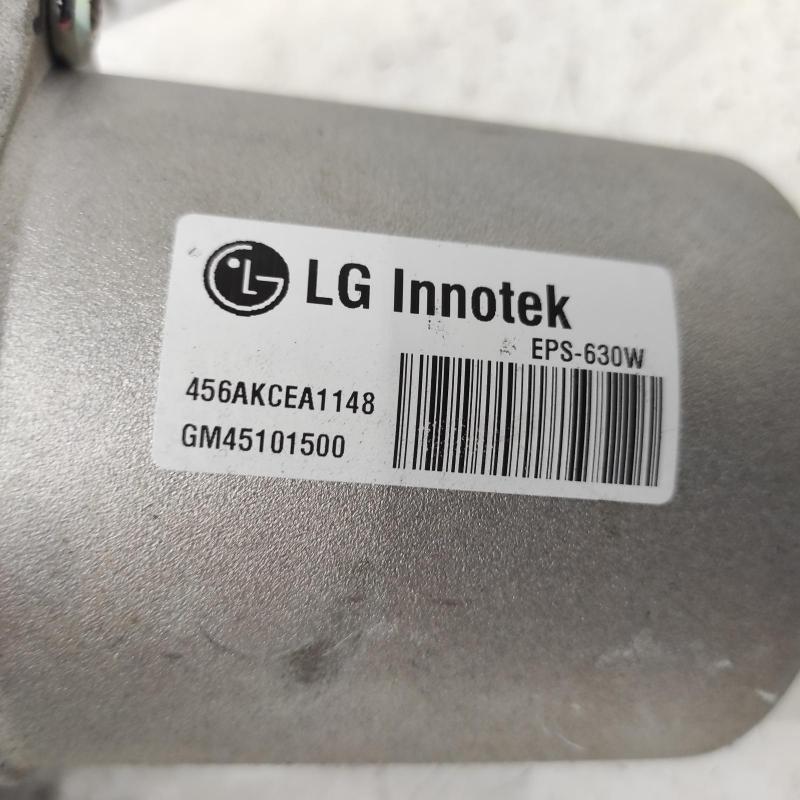 LG Innotek
EPS-630W
456AKCEA1148
GM45101500